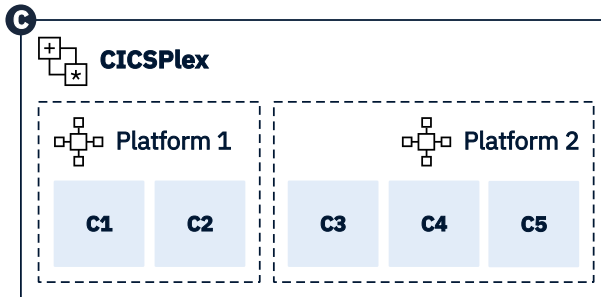 C
CICSPlex
Platform 1
Platform 2
C1
C2
C3
C4
C5